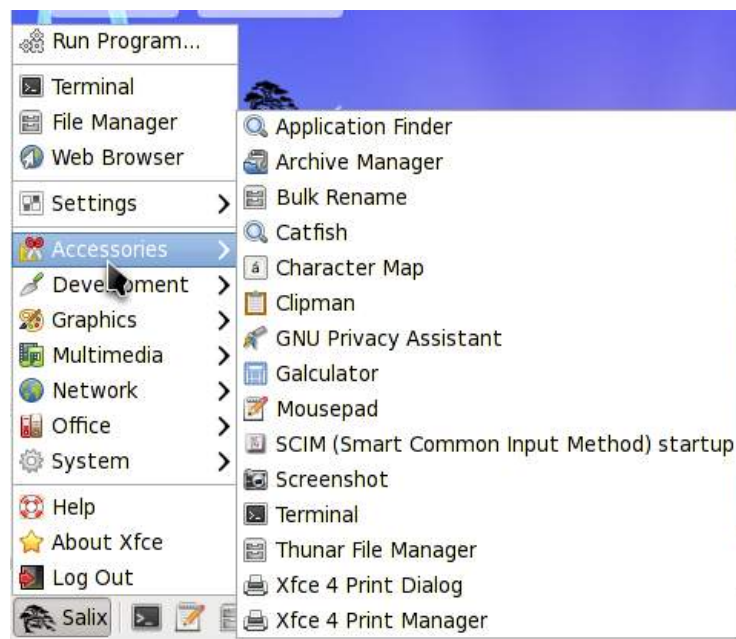 Run Program...
Terminal
File Manager
Web Browser
Settings
Accessories
Development
Graphics
Multimedia
Network
Office
System
Help
About Xfce
Log Out
Salix
Application Finder
Archive Manager
Bulk Rename
Catfish
á Character Map
Clipman
GNU Privacy Assistant
Galculator
Mousepad
SCIM (Smart Common Input Method) startup
Screenshot
Terminal
Thunar File Manager
Xfce 4 Print Dialog
Xfce 4 Print Manager